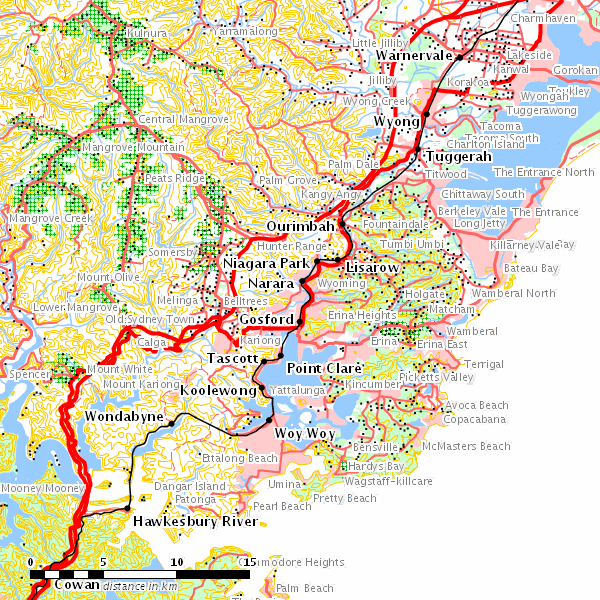 Charmhaven
Kulnura
Yarramalong
Little Jilliby
Warnervale
Lakeside
Kanwal
Gorokan
Jilliby
Korakoa
Toukley
Wyong Creek
Wyongah
Tuggerawong
Central Mangrove
Wyong
Tacoma
Tacoma South
Mangrove Mountain
Charlton Island
Tuggerah
Palm Dale
Titwood
The Entrance North
Peats Ridge
Palm Grove
Kangy Angy
Chittaway South
Mangrove Creek
Ourimbah
Fountaindale
Berkeley Vale
The Entrance
Long Jetty
Hunter Range
Tumbi Umbi
Killarney Vale
Bay
Somersby
Niagara Park
Lisarow
Bateau Bay
Mount Olive
Narara
Wyoming
Holgate
Wamberal North
Melinga
Belltrees
Lower Mangrove
Matcham
Old Sydney Town
Gosford
Erina Heights
Wamberal
Calga
Kariong
Erina
Erina East
Tascott
Point Clare
Terrigal
Spencer
Mount White
Mount Kariong
Koolewong
Yattalunga
Kincumber
Picketts Valley
Wondabyne
Avoca Beach
Copacabana
Woy Woy
Bensville
McMasters Beach
Ettalong Beach
Hardys Bay
Mooney Mooney
Dangar Island
Umina
Wagstaff-killcare
Patonga
Pretty Beach
Pearl Beach
Hawkesbury River
0 5 10 15
Commodore Heights
distance in km
Cowan
Palm Beach